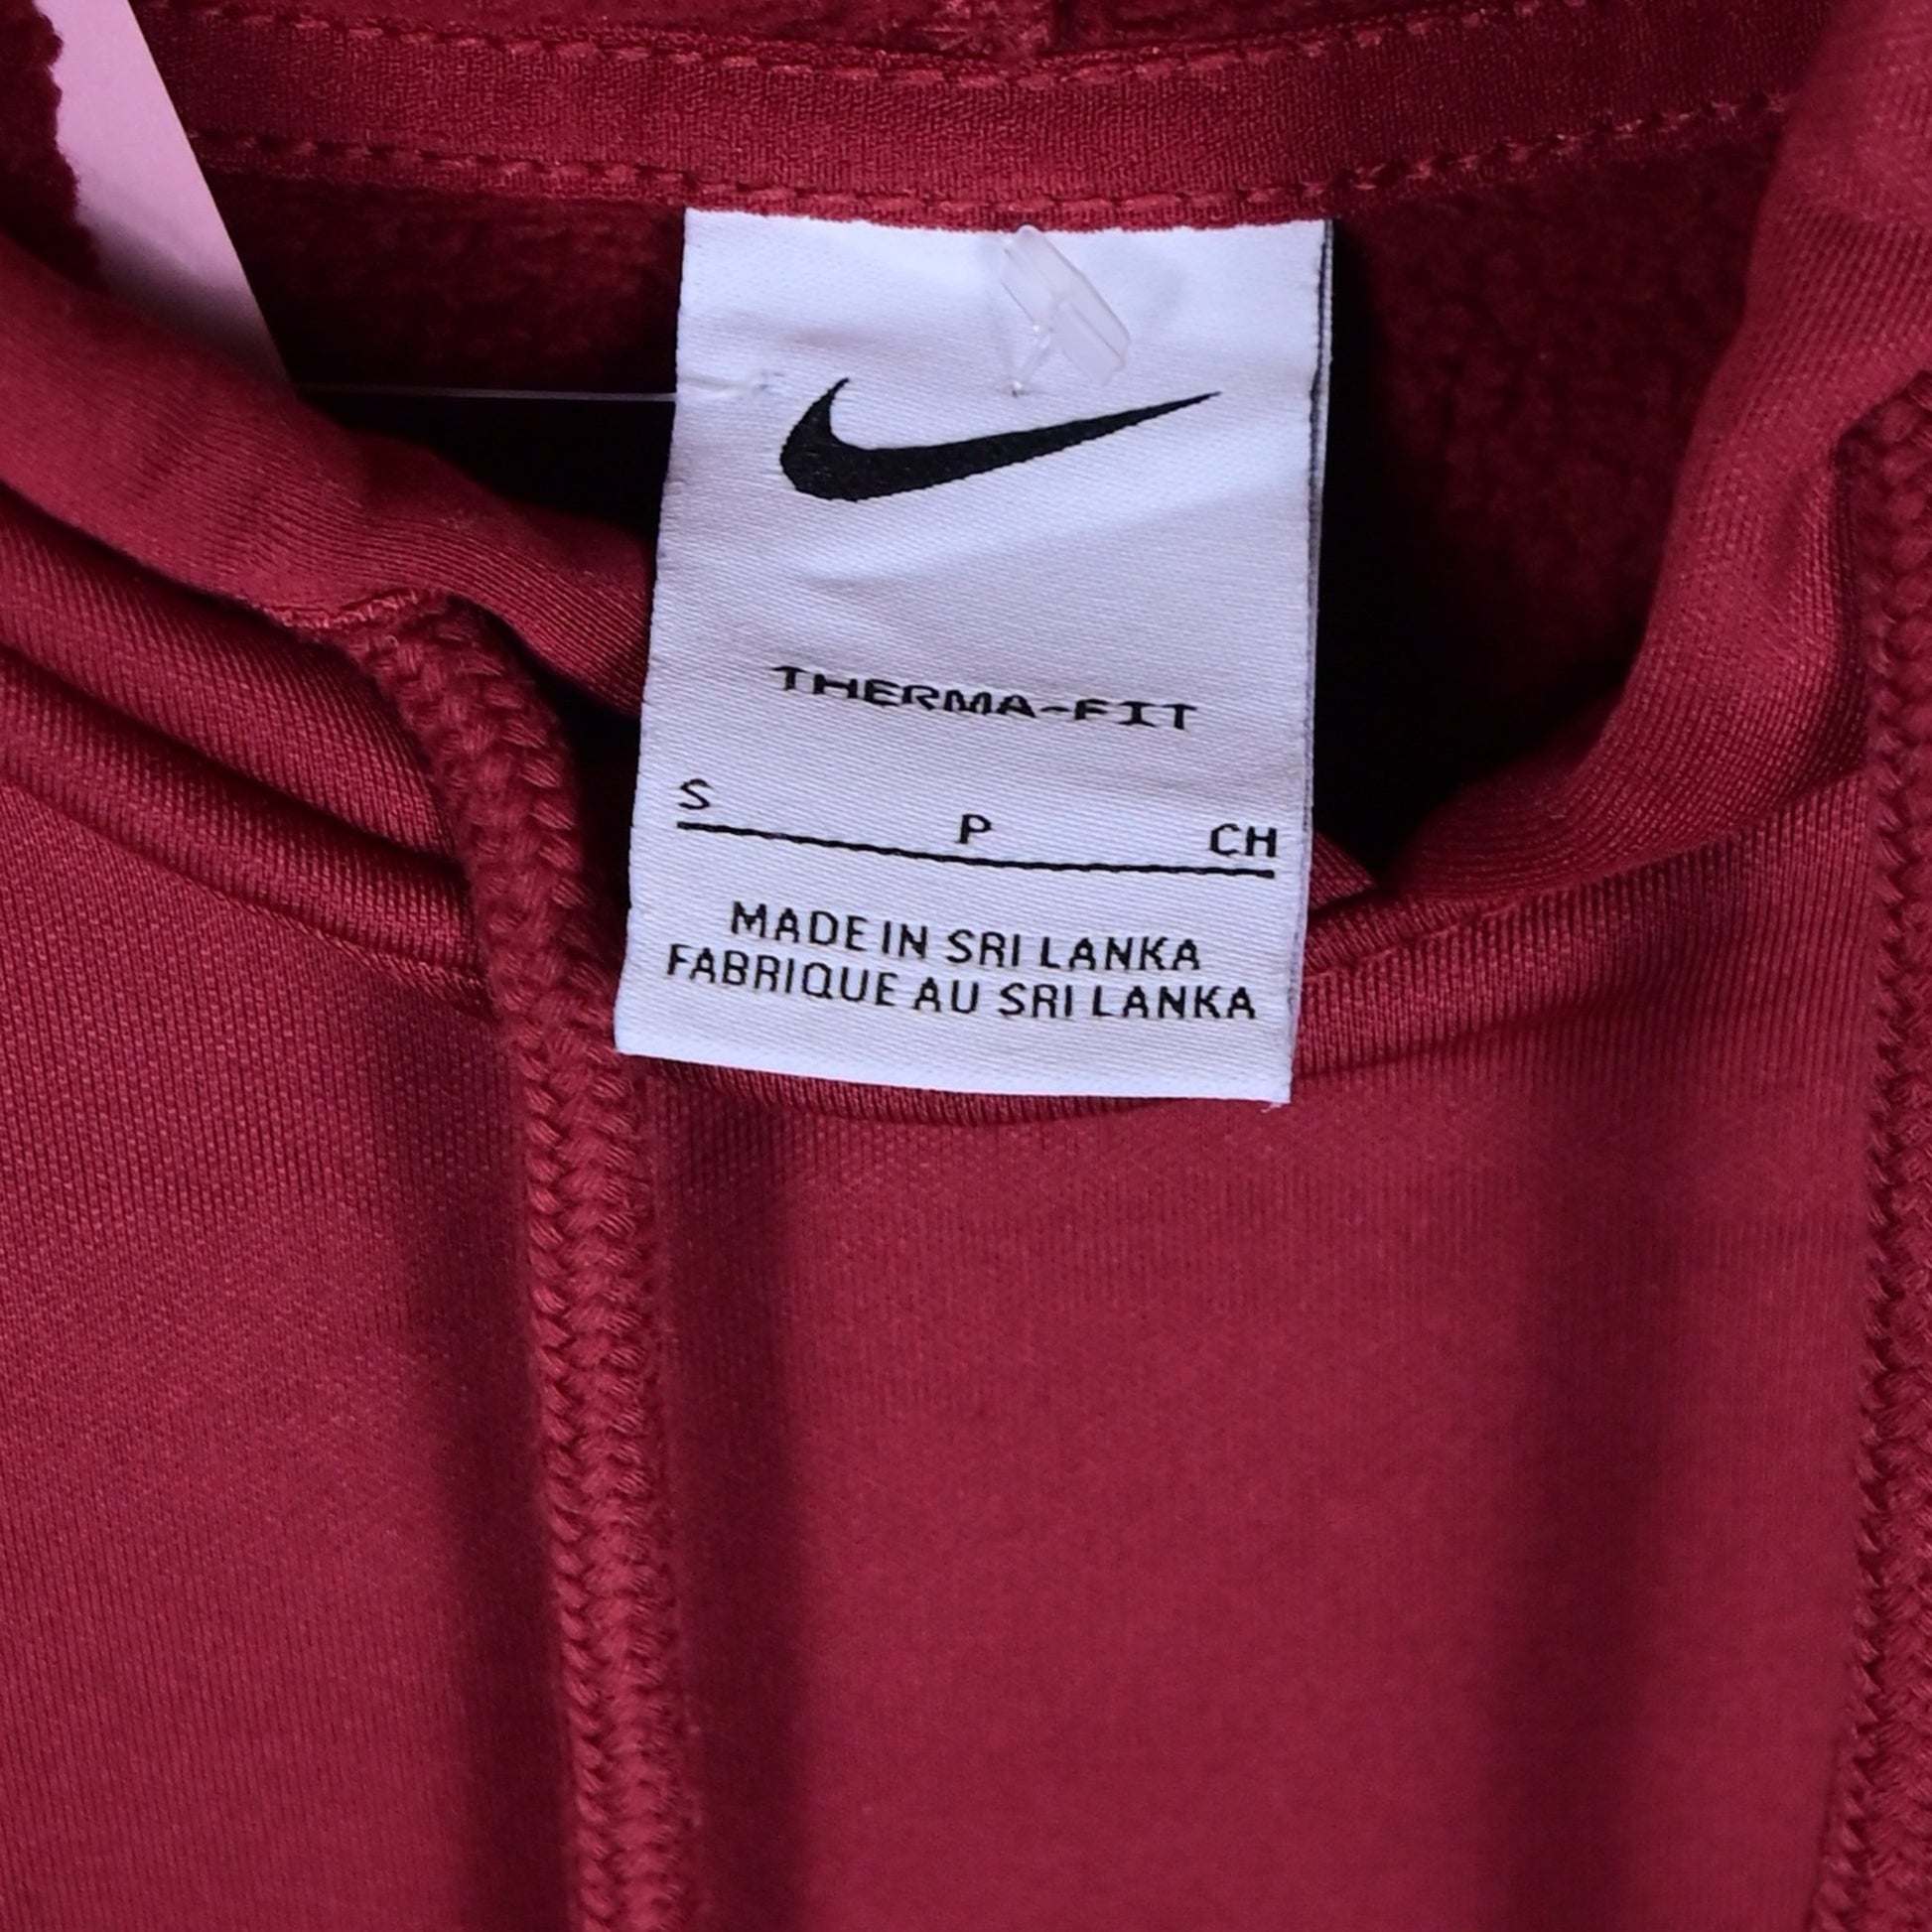 THERMA-FIT
S P CH
MADE IN SRI LANKA
FABRIQUE AU SRI LANKA